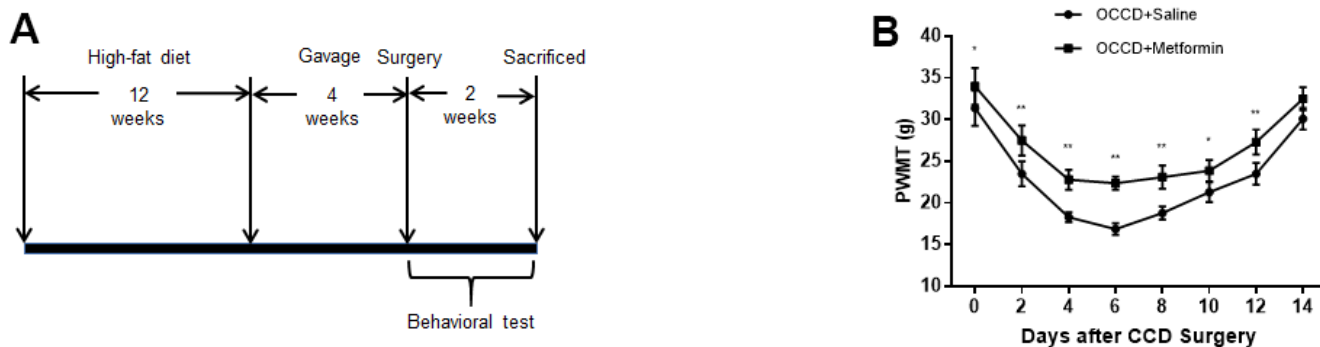 A
High-fat diet
Gavage
Surgery
Sacrificed
12
weeks
4
weeks
2
weeks
Behavioral test
B
OCCD+Saline
OCCD+Metformin
PWMT (g)
40
35
30
25
20
15
10
*
**
**
**
**
*
**
0 2 4 6 8 10 12 14
Days after CCD Surgery